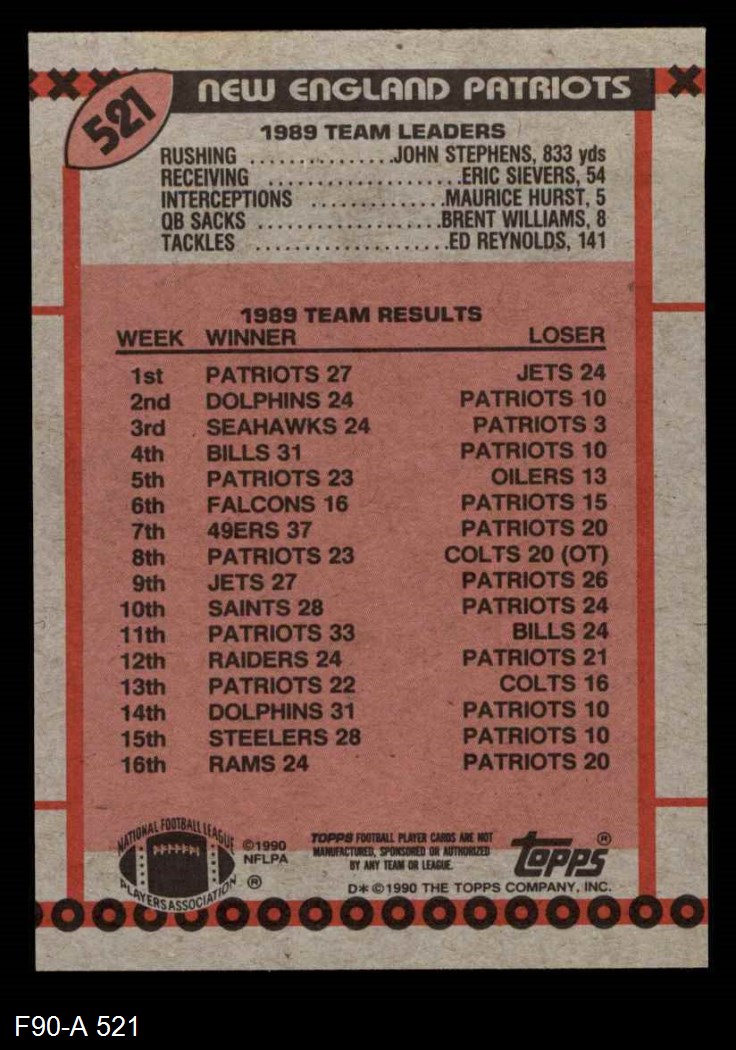 521
NEW ENGLAND PATRIOTS
1989 TEAM LEADERS
RUSHING ................JOHN STEPHENS, 833 yds
RECEIVING .....................ERIC SIEVERS, 54
INTERCEPTIONS ..............MAURICE HURST, 5
QB SACKS ...................BRENT WILLIAMS, 8
TACKLES .....................ED REYNOLDS, 141
1989 TEAM RESULTS
WEEK WINNER LOSER
1st PATRIOTS 27 JETS 24
2nd DOLPHINS 24 PATRIOTS 10
3rd SEAHAWKS 24 PATRIOTS 3
4th BILLS 31 PATRIOTS 10
5th PATRIOTS 23 OILERS 13
6th FALCONS 16 PATRIOTS 15
7th 49ERS 37 PATRIOTS 20
8th PATRIOTS 23 COLTS 20 (OT)
9th JETS 27 PATRIOTS 26
10th SAINTS 28 PATRIOTS 24
11th PATRIOTS 33 BILLS 24
12th RAIDERS 24 PATRIOTS 21
13th PATRIOTS 22 COLTS 16
14th DOLPHINS 31 PATRIOTS 10
15th STEELERS 28 PATRIOTS 10
16th RAMS 24 PATRIOTS 20
NATIONAL FOOTBALL LEAGUE
PLAYERS ASSOCIATION
®
©1990
NFLPA
TOPPS FOOTBALL PLAYER CARDS ARE NOT
MANUFACTURED, SPONSORED OR AUTHORIZED
BY ANY TEAM OR LEAGUE.
TOPPS®
D*©1990 THE TOPPS COMPANY, INC.
F90-A 521